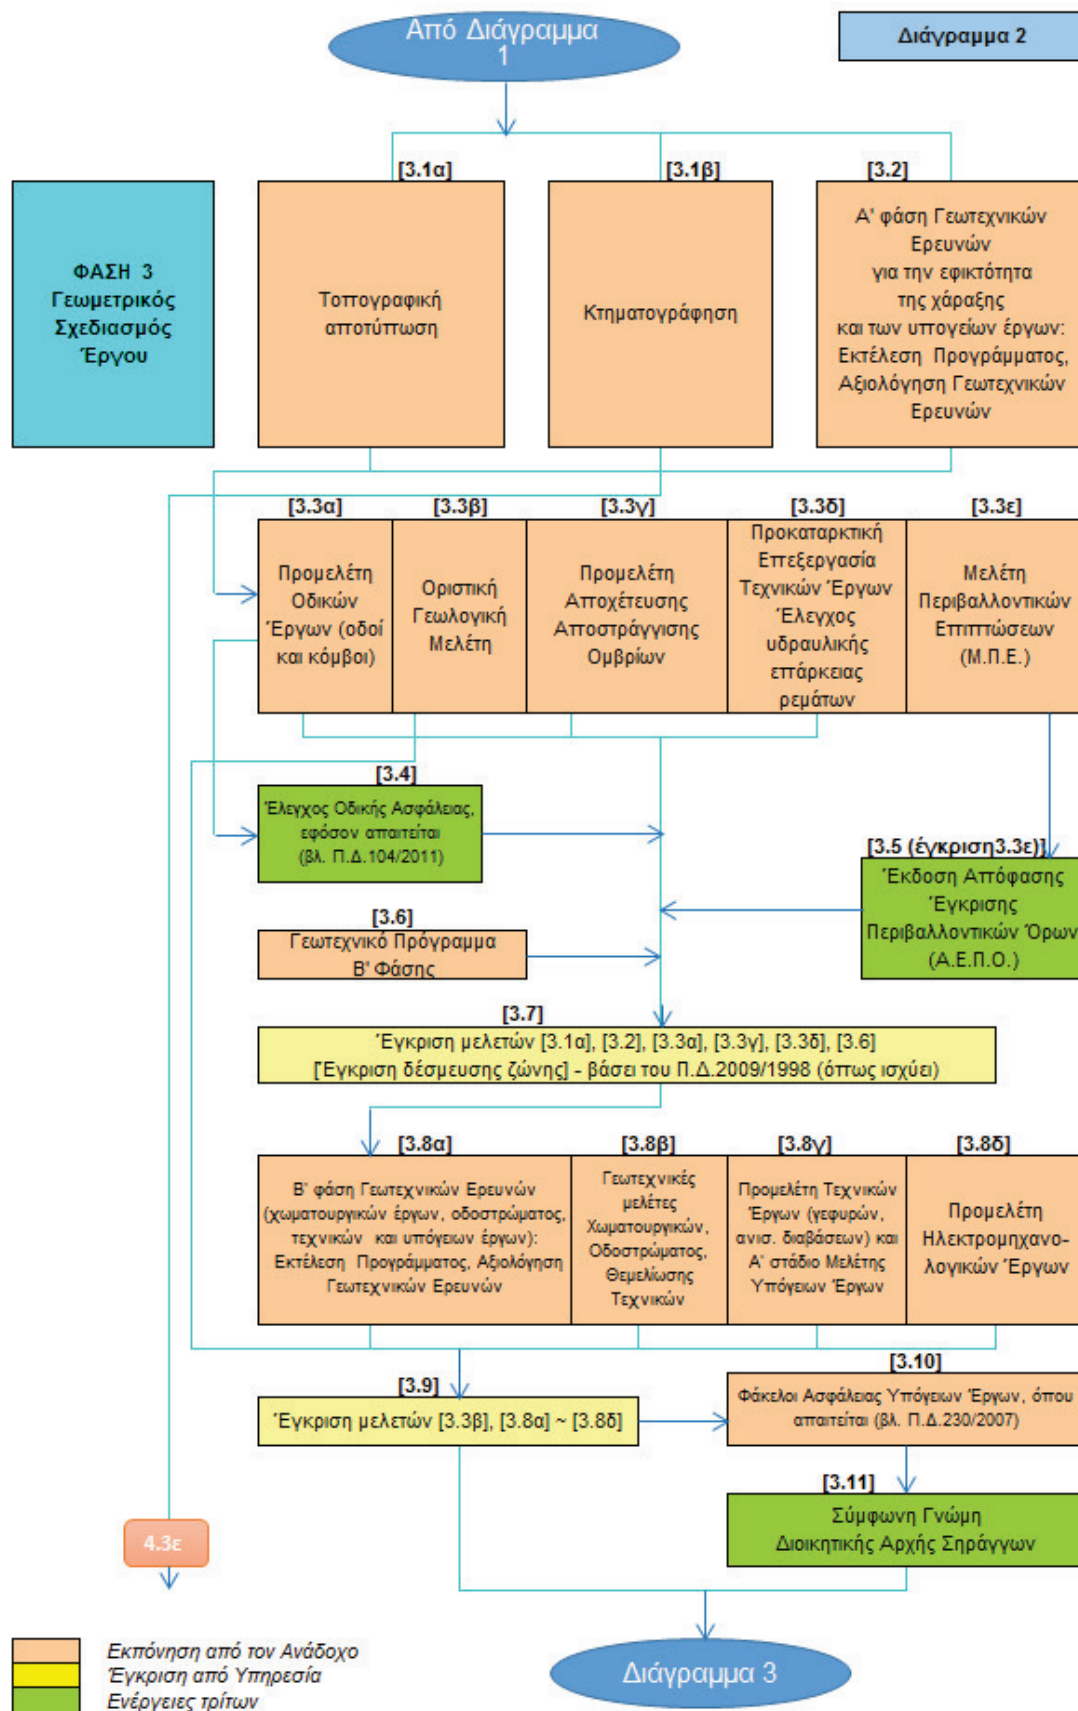 Από Διάγραμμα
1
Διάγραμμα 2
[3.1α]
[3.1β]
[3.2]
ΦΑΣΗ 3
Γεωμετρικός
Σχεδιασμός
Έργου
Τοπογραφική
αποτύπωση
Κτηματογράφηση
Α' φάση Γεωτεχνικών
Ερευνών
για την εφικτότητα
της χάραξης
και των υπογείων έργων:
Εκτέλεση Προγράμματος,
Αξιολόγηση Γεωτεχνικών
Ερευνών
[3.3α]
[3.3β]
[3.3γ]
[3.3δ]
[3.3ε]
Προμελέτη
Οδικών
Έργων (οδοί
και κόμβοι)
Οριστική
Γεωλογική
Μελέτη
Προμελέτη
Αποχέτευσης
Αποστράγγισης
Ομβρίων
Προκαταρκτική
Επεξεργασία
Τεχνικών Έργων
Έλεγχος
υδραυλικής
επάρκειας
ρεμάτων
Μελέτη
Περιβαλλοντικών
Επιπτώσεων
(Μ.Π.Ε.)
[3.4]
Έλεγχος Οδικής Ασφάλειας,
εφόσον απαιτείται
(βλ. Π.Δ.104/2011)
[3.5 (έγκριση3.3ε)]
Έκδοση Απόφασης
Έγκρισης
Περιβαλλοντικών Όρων
(Α.Ε.Π.Ο.)
[3.6]
Γεωτεχνικό Πρόγραμμα
Β' Φάσης
[3.7]
Έγκριση μελετών [3.1α], [3.2], [3.3α], [3.3γ], [3.3δ], [3.6]
[Έγκριση δέσμευσης ζώνης] - βάσει του Π.Δ.2009/1998 (όπως ισχύει)
[3.8α]
[3.8β]
[3.8γ]
[3.8δ]
Β' φάση Γεωτεχνικών Ερευνών
(χωματουργικών έργων, οδοστρώματος,
τεχνικών και υπόγειων έργων):
Εκτέλεση Προγράμματος, Αξιολόγηση
Γεωτεχνικών Ερευνών
Γεωτεχνικές
μελέτες
Χωματουργικών,
Οδοστρώματος,
Θεμελίωσης
Τεχνικών
Προμελέτη Τεχνικών
Έργων (γεφυρών,
ανισ. διαβάσεων) και
Α' στάδιο Μελέτης
Υπόγειων Έργων
Προμελέτη
Ηλεκτρομηχανο-
λογικών Έργων
[3.9]
Έγκριση μελετών [3.3β], [3.8α] ~ [3.8δ]
[3.10]
Φάκελοι Ασφάλειας Υπόγειων Έργων, όπου
απαιτείται (βλ. Π.Δ.230/2007)
[3.11]
Σύμφωνη Γνώμη
Διοικητικής Αρχής Σηράγγων
4.3ε
Εκπόνηση από τον Ανάδοχο
Έγκριση από Υπηρεσία
Ενέργειες τρίτων
Διάγραμμα 3